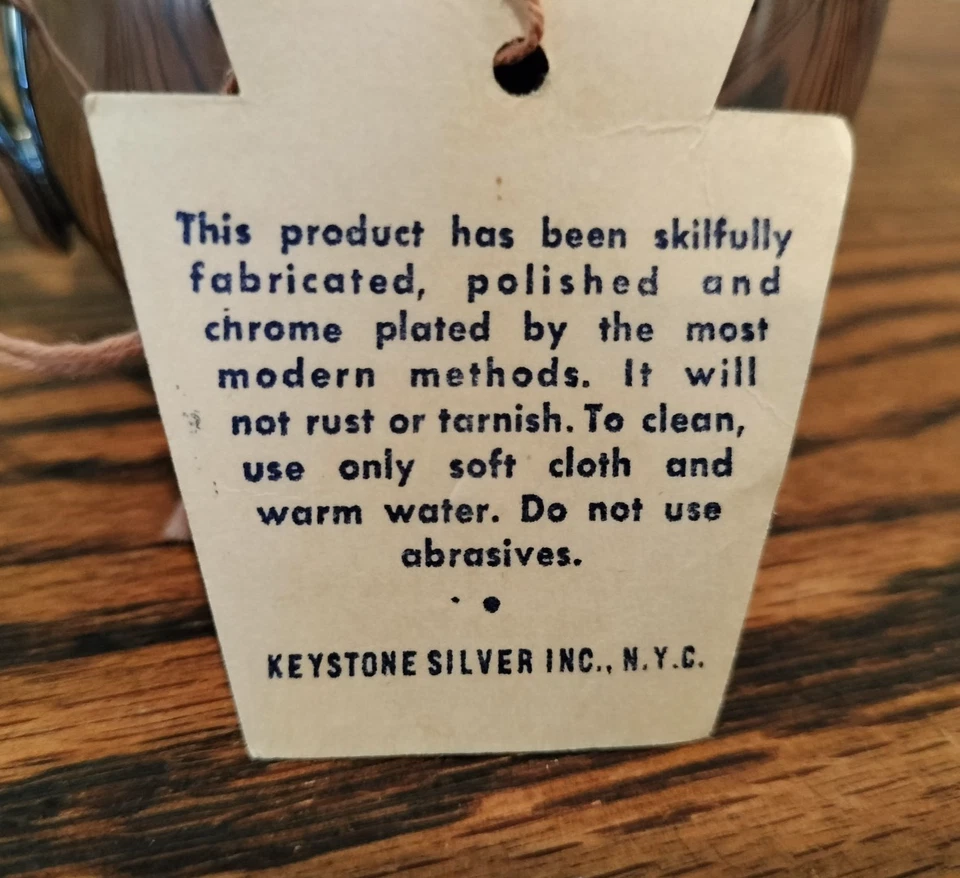 This product has been skilfully
fabricated, polished and
chrome plated by the most
modern methods. It will
not rust or tarnish. To clean,
use only soft cloth and
warm water. Do not use
abrasives.
KEYSTONE SILVER INC., N.Y.C.